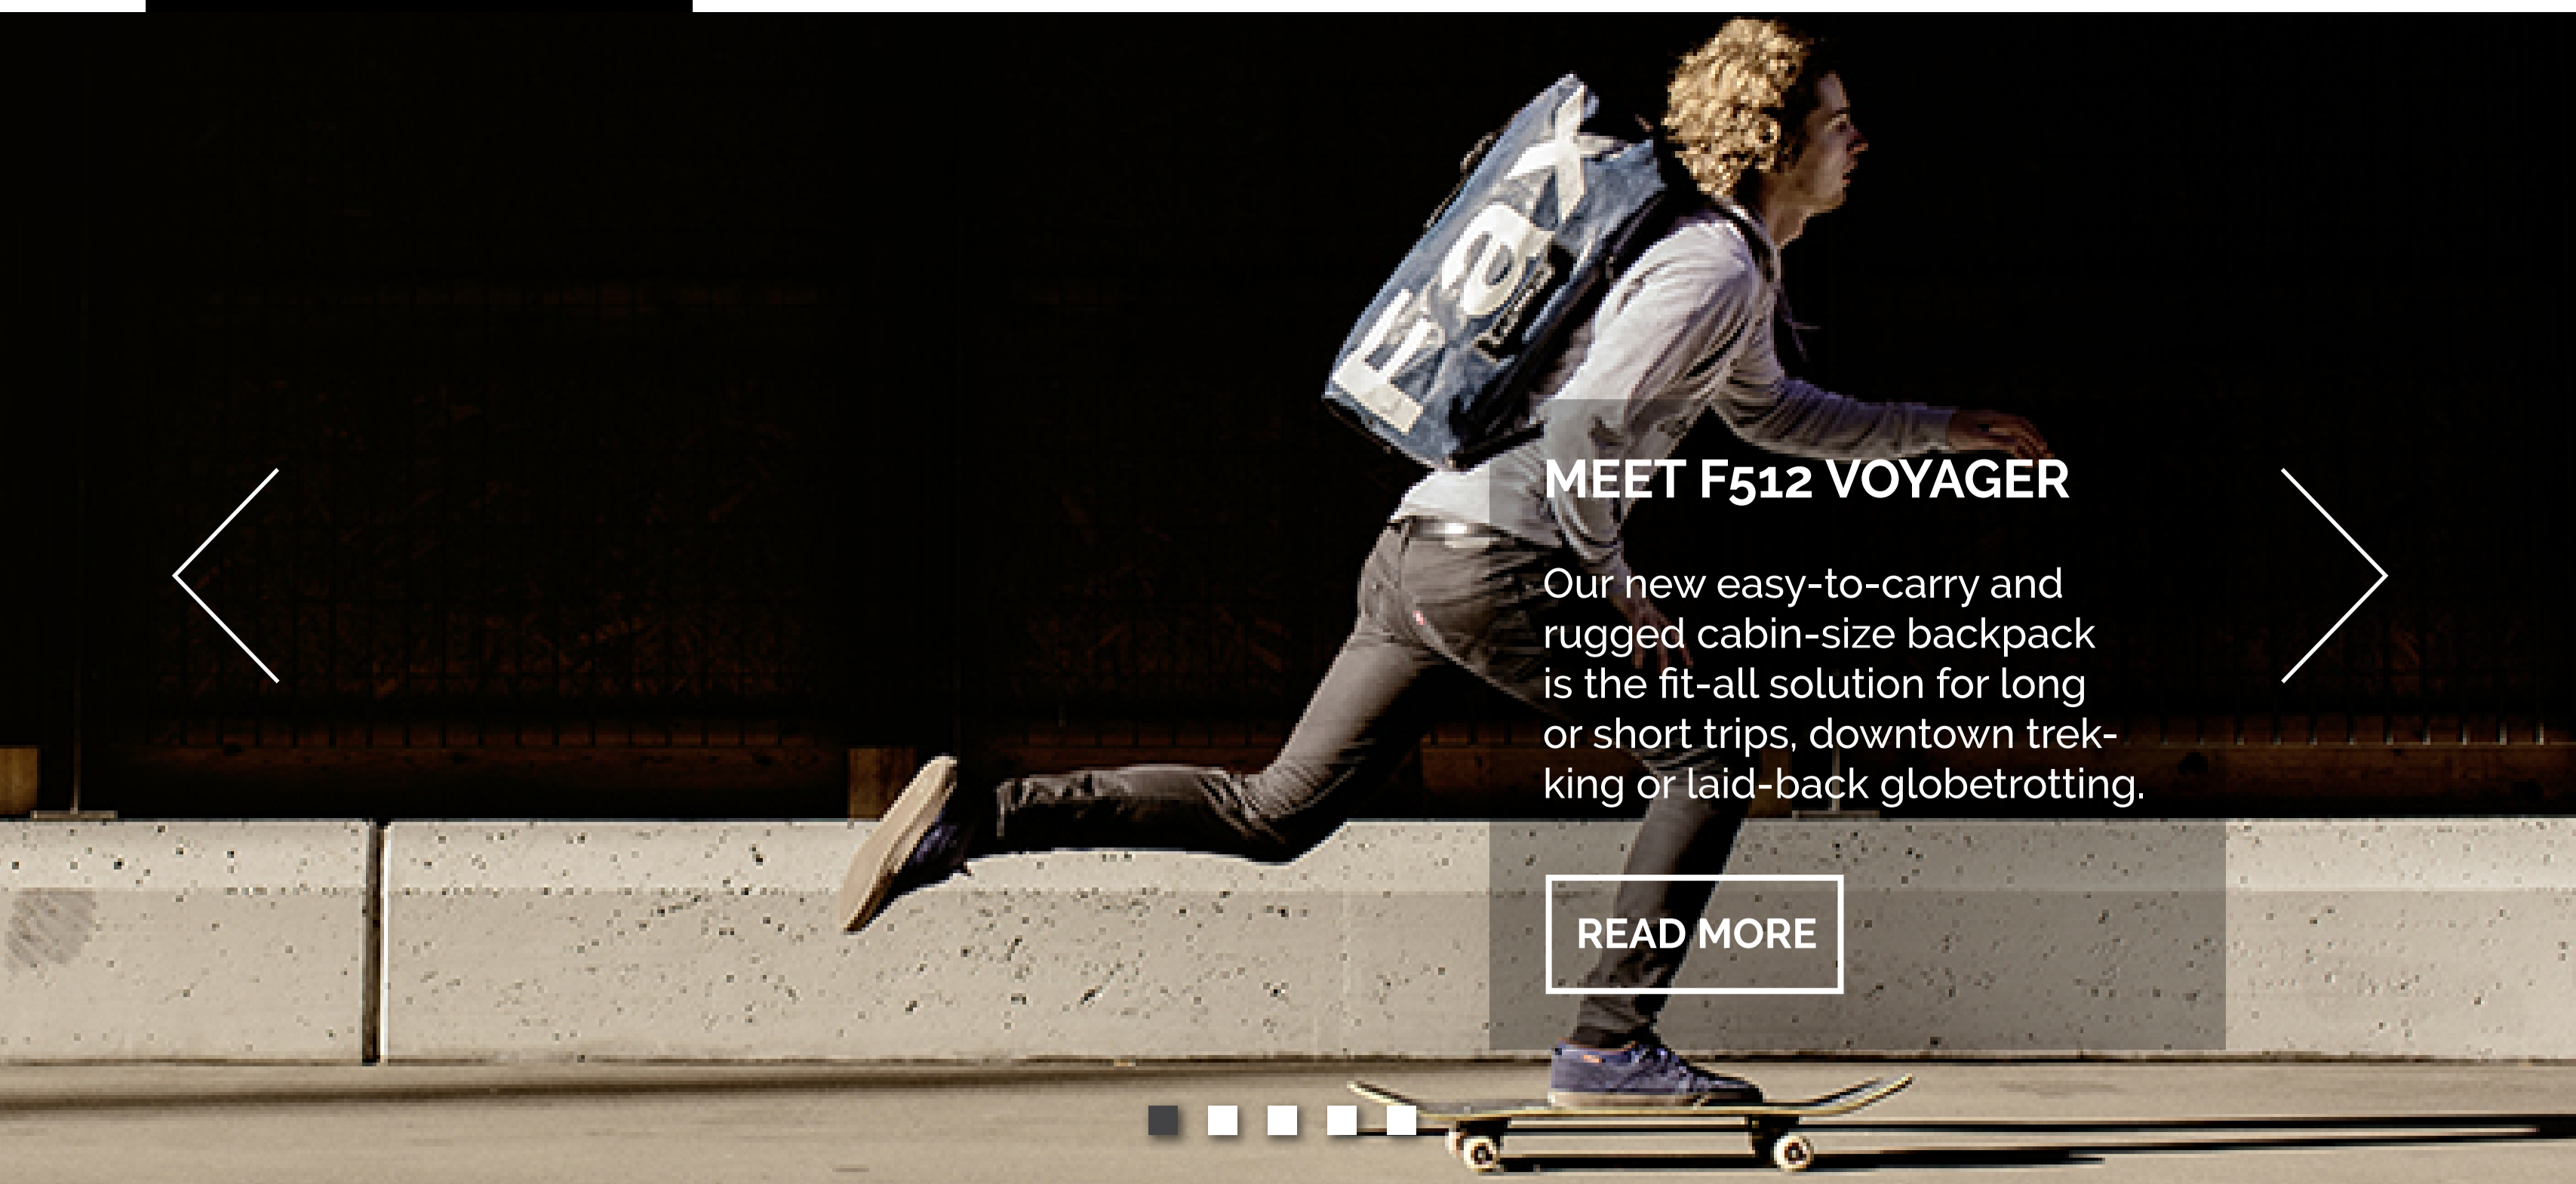 Fax
MEET F512 VOYAGER
Our new easy-to-carry and
rugged cabin-size backpack
is the fit-all solution for long
or short trips, downtown trek-
king or laid-back globetrotting.
READ MORE